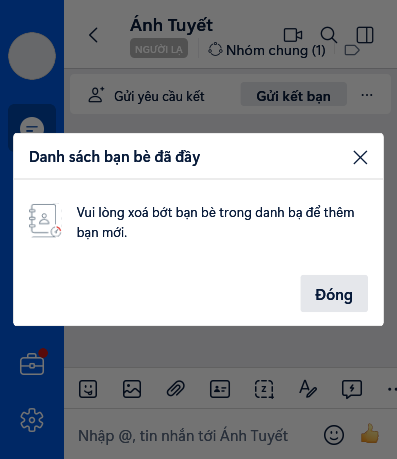 Ánh Tuyết
NGƯỜI LẠ
Nhóm chung (1)
Gửi yêu cầu kết
Gửi kết bạn
Danh sách bạn bè đã đầy
Vui lòng xoá bớt bạn bè trong danh bạ để thêm
bạn mới.
Đóng
Nhập @, tin nhắn tới Ánh Tuyết